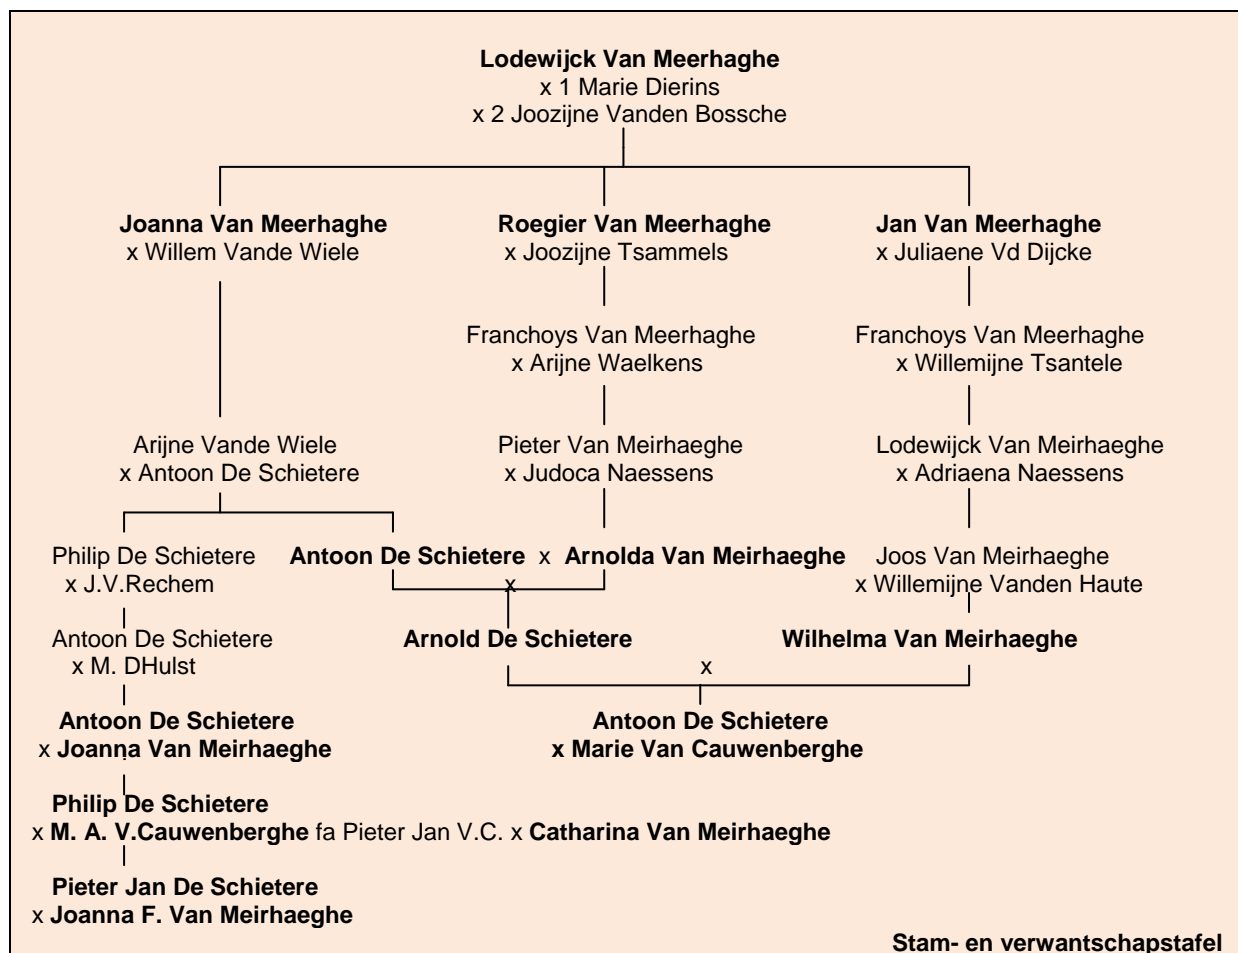 Lodewijck Van Meerhaghe
x 1 Marie Dierins
x 2 Joozijne Vanden Bossche
Joanna Van Meerhaghe
x Willem Vande Wiele
Roegier Van Meerhaghe
x Joozijne Tsammels
Jan Van Meerhaghe
x Juliaene Vd Dijcke
Franchoys Van Meerhaghe
x Arijne Waelkens
Franchoys Van Meerhaghe
x Willemijne Tsantele
Arijne Vande Wiele
x Antoon De Schietere
Pieter Van Meirhaeghe
x Judoca Naessens
Lodewijck Van Meirhaeghe
x Adriaena Naessens
Philip De Schietere
x J.V.Rechem
Antoon De Schietere x Arnolda Van Meirhaeghe
x
Joos Van Meirhaeghe
x Willemijne Vanden Haute
Antoon De Schietere
x M. DHulst
Arnold De Schietere
Wilhelma Van Meirhaeghe
x
Antoon De Schietere
x Joanna Van Meirhaeghe
Antoon De Schietere
x Marie Van Cauwenberghe
Philip De Schietere
x M. A. V.Cauwenberghe fa Pieter Jan V.C. x Catharina Van Meirhaeghe
Pieter Jan De Schietere
x Joanna F. Van Meirhaeghe
Stam- en verwantschapstafel